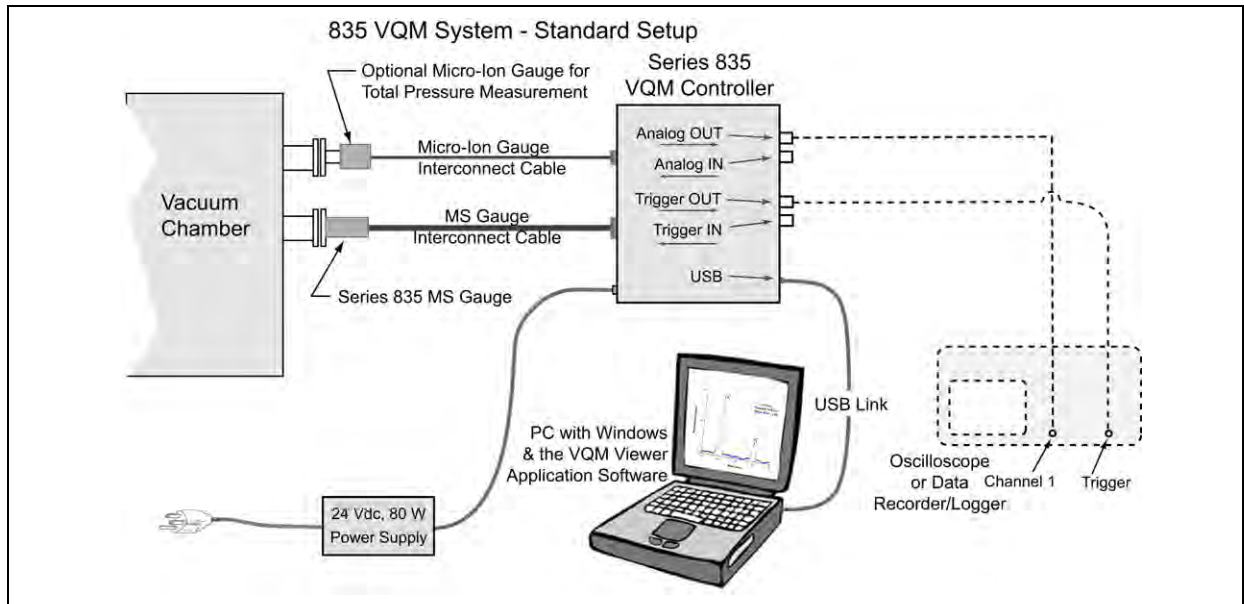 835 VQM System - Standard Setup
Optional Micro-Ion Gauge for
Total Pressure Measurement
Series 835
VQM Controller
Micro-Ion Gauge
Interconnect Cable
Analog OUT
Analog IN
Vacuum
Chamber
MS Gauge
Interconnect Cable
Trigger OUT
Trigger IN
USB
Series 835 MS Gauge
USB Link
PC with Windows
& the VQM Viewer
Application Software
Oscilloscope
or Data
Recorder/Logger
Channel 1
Trigger
24 Vdc, 80 W
Power Supply